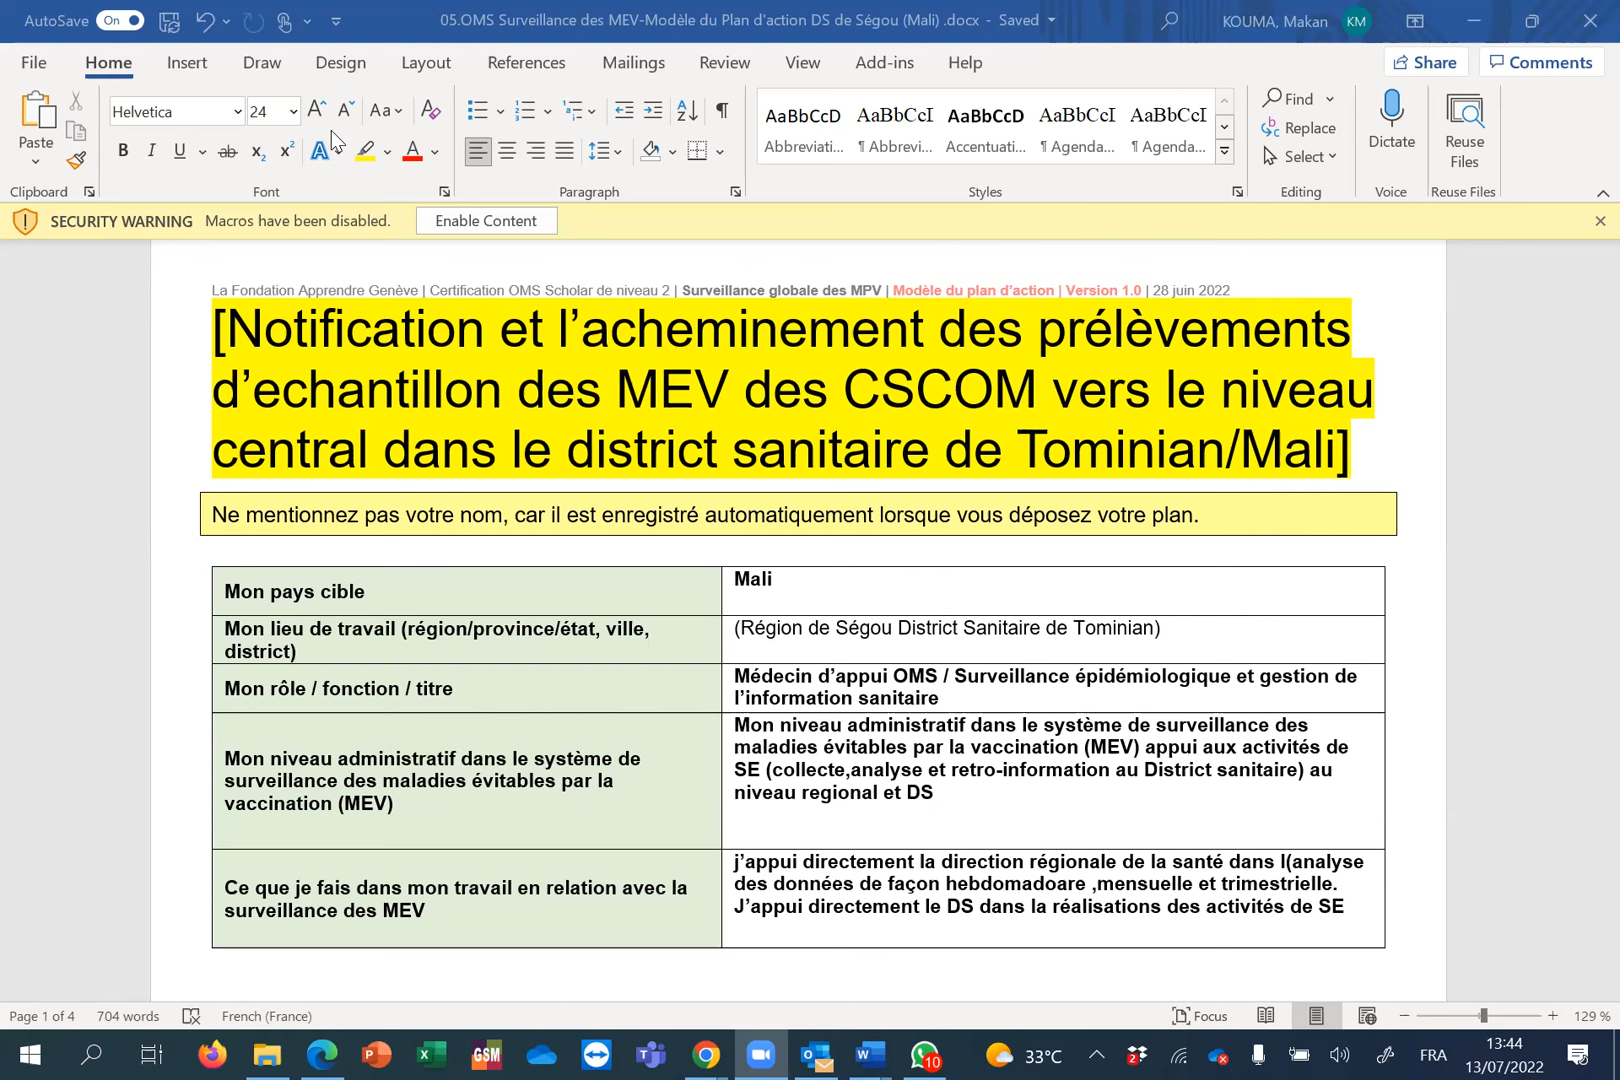 AutoSave On 05.OMS Surveillance des MEV-Modèle du Plan d'action DS de Ségou (Mali) .docx - Saved KOUMA, Makan KM
File Home Insert Draw Design Layout References Mailings Review View Add-ins Help Share Comments
Paste
Clipboard
Helvetica 24 A A Aa A
B I U ab x₂ x² A A
Font
Paragraph
AaBbCcD AaBbCcI AaBbCcD AaBbCcI AaBbCcI
Abbreviati... ¶ Abbrevi... Accentuati... ¶ Agenda... ¶ Agenda...
Styles
Find
Replace
Select
Editing
Dictate
Voice
Reuse
Files
Reuse Files
SECURITY WARNING Macros have been disabled. Enable Content
La Fondation Apprendre Genève | Certification OMS Scholar de niveau 2 | Surveillance globale des MPV | Modèle du plan d'action | Version 1.0 | 28 juin 2022
[Notification et l’acheminement des prélèvements
d’echantillon des MEV des CSCOM vers le niveau
central dans le district sanitaire de Tominian/Mali]
Ne mentionnez pas votre nom, car il est enregistré automatiquement lorsque vous déposez votre plan.
Mon pays cible
Mali
Mon lieu de travail (région/province/état, ville,
district)
(Région de Ségou District Sanitaire de Tominian)
Mon rôle / fonction / titre
Médecin d’appui OMS / Surveillance épidémiologique et gestion de
l’information sanitaire
Mon niveau administratif dans le système de
surveillance des maladies évitables par la
vaccination (MEV)
Mon niveau administratif dans le système de surveillance des
maladies évitables par la vaccination (MEV) appui aux activités de
SE (collecte,analyse et retro-information au District sanitaire) au
niveau regional et DS
Ce que je fais dans mon travail en relation avec la
surveillance des MEV
j’appui directement la direction régionale de la santé dans l(analyse
des données de façon hebdomadoare ,mensuelle et trimestrielle.
J’appui directement le DS dans la réalisations des activités de SE
Page 1 of 4 704 words French (France) Focus 129 %
GSM 10 33°C 2 FRA 13:44
13/07/2022